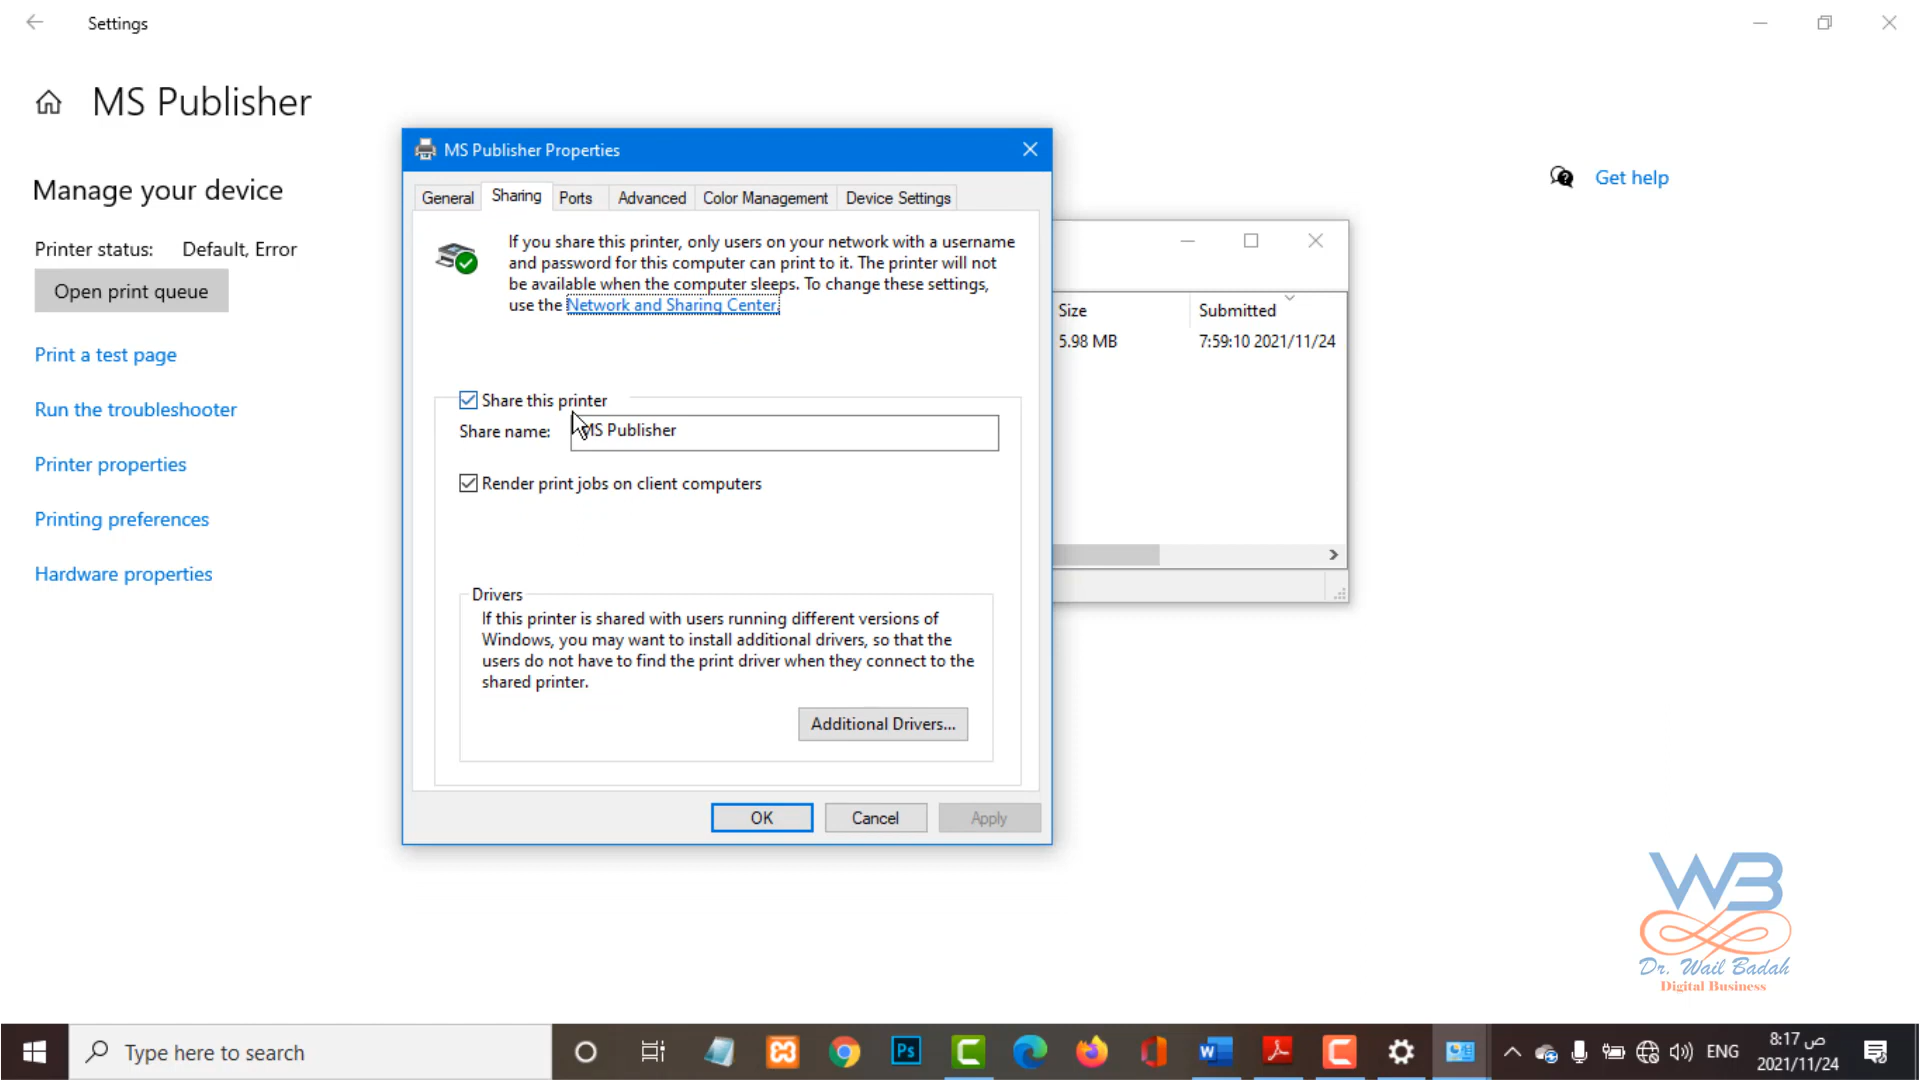 Settings
MS Publisher
Manage your device
Printer status: Default, Error
Open print queue
Print a test page
Run the troubleshooter
Printer properties
Printing preferences
Hardware properties
MS Publisher Properties
General Sharing Ports Advanced Color Management Device Settings
If you share this printer, only users on your network with a username
and password for this computer can print to it. The printer will not
be available when the computer sleeps. To change these settings,
use the Network and Sharing Center.
Share this printer
Share name: MS Publisher
Render print jobs on client computers
Drivers
If this printer is shared with users running different versions of
Windows, you may want to install additional drivers, so that the
users do not have to find the print driver when they connect to the
shared printer.
Additional Drivers...
OK Cancel Apply
Size Submitted
5.98 MB 7:59:10 2021/11/24
Get help
WB
Dr. Wail Badah
Digital Business
Type here to search
Ps
ENG
8:17 ص
2021/11/24